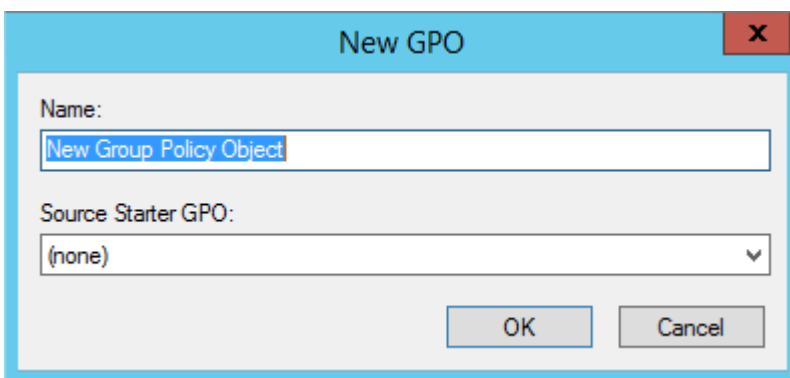 New GPO
x
Name:
New Group Policy Object
Source Starter GPO:
(none)
OK Cancel